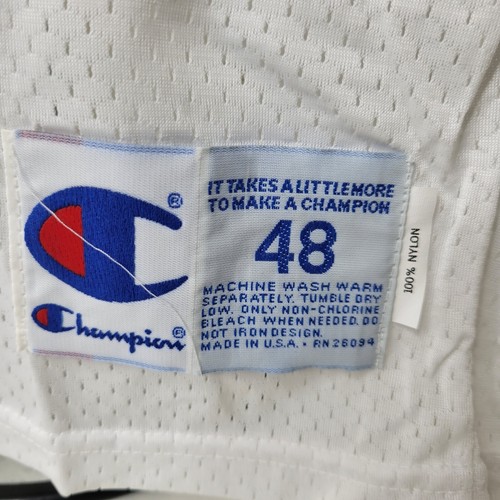 ®
Champion®
IT TAKES A LITTLE MORE
TO MAKE A CHAMPION
48
MACHINE WASH WARM
SEPARATELY. TUMBLE DRY
LOW. ONLY NON-CHLORINE
BLEACH WHEN NEEDED. DO
NOT IRON DESIGN.
MADE IN U.S.A. • RN 26094
100% NYLON